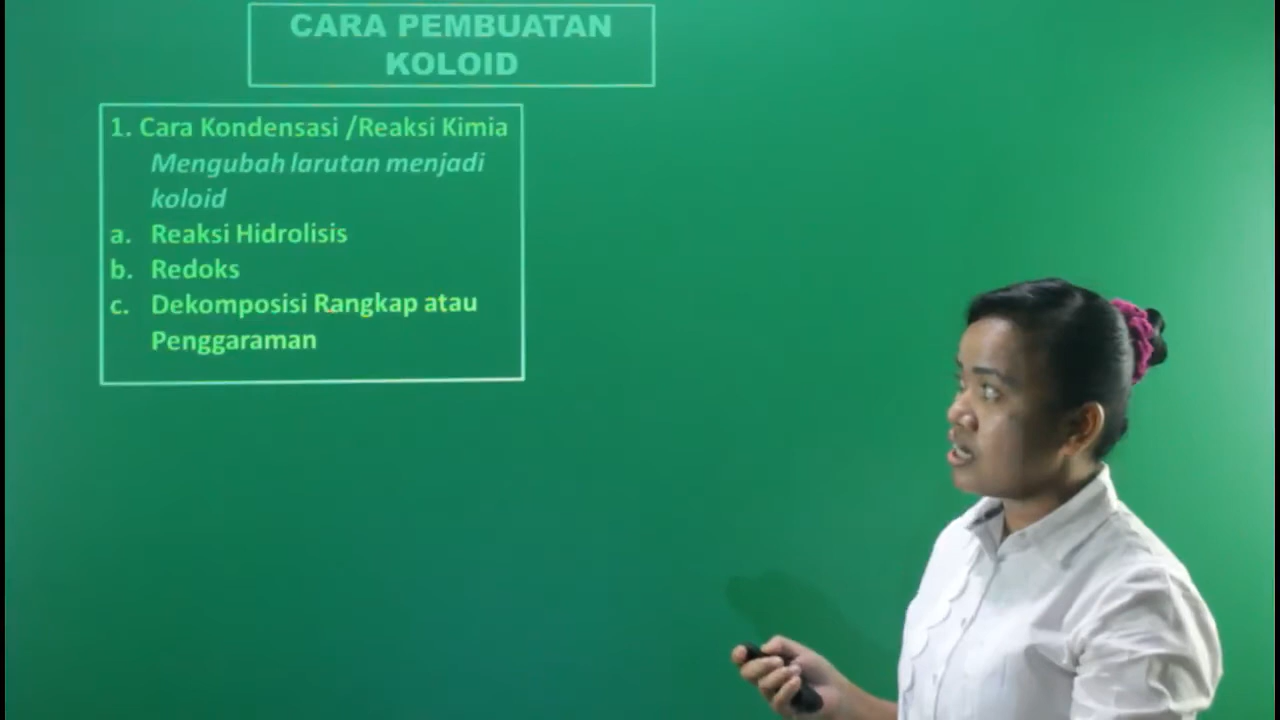 CARA PEMBUATAN
KOLOID
1. Cara Kondensasi /Reaksi Kimia
Mengubah larutan menjadi
koloid
a. Reaksi Hidrolisis
b. Redoks
c. Dekomposisi Rangkap atau
Penggaraman